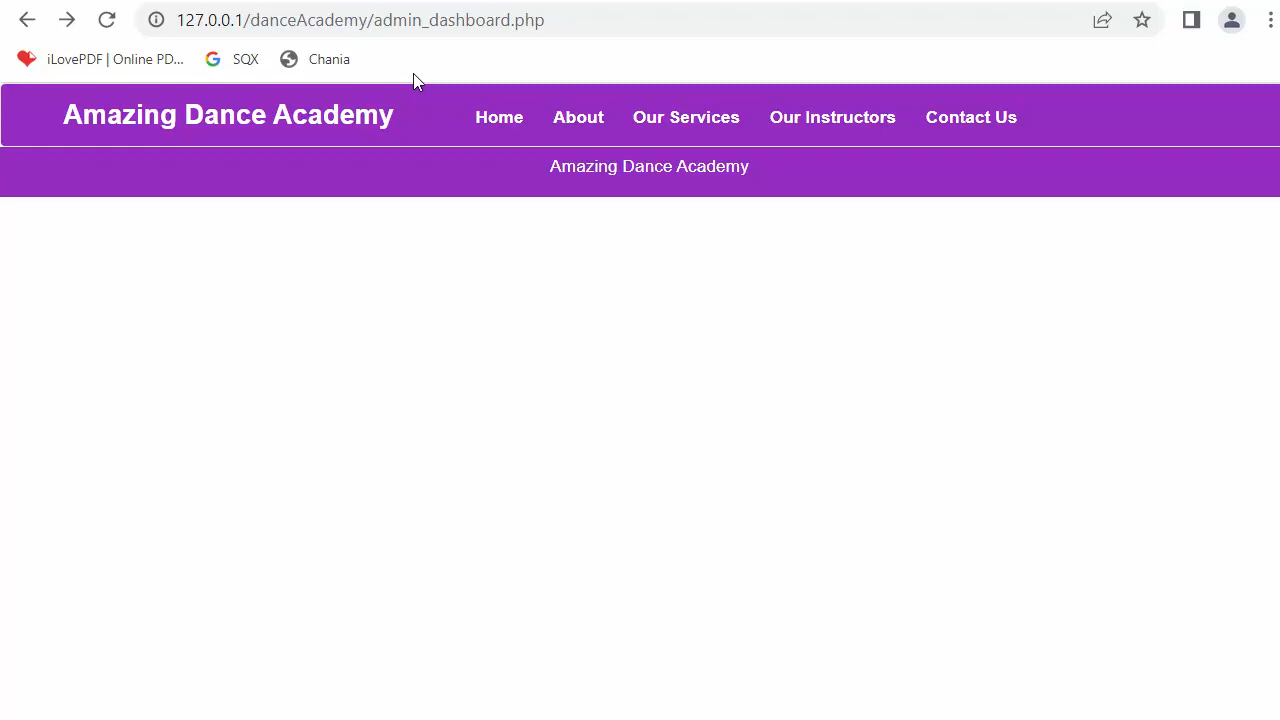 127.0.0.1/danceAcademy/admin_dashboard.php
iLovePDF | Online PD... SQX Chania
Amazing Dance Academy Home About Our Services Our Instructors Contact Us
Amazing Dance Academy